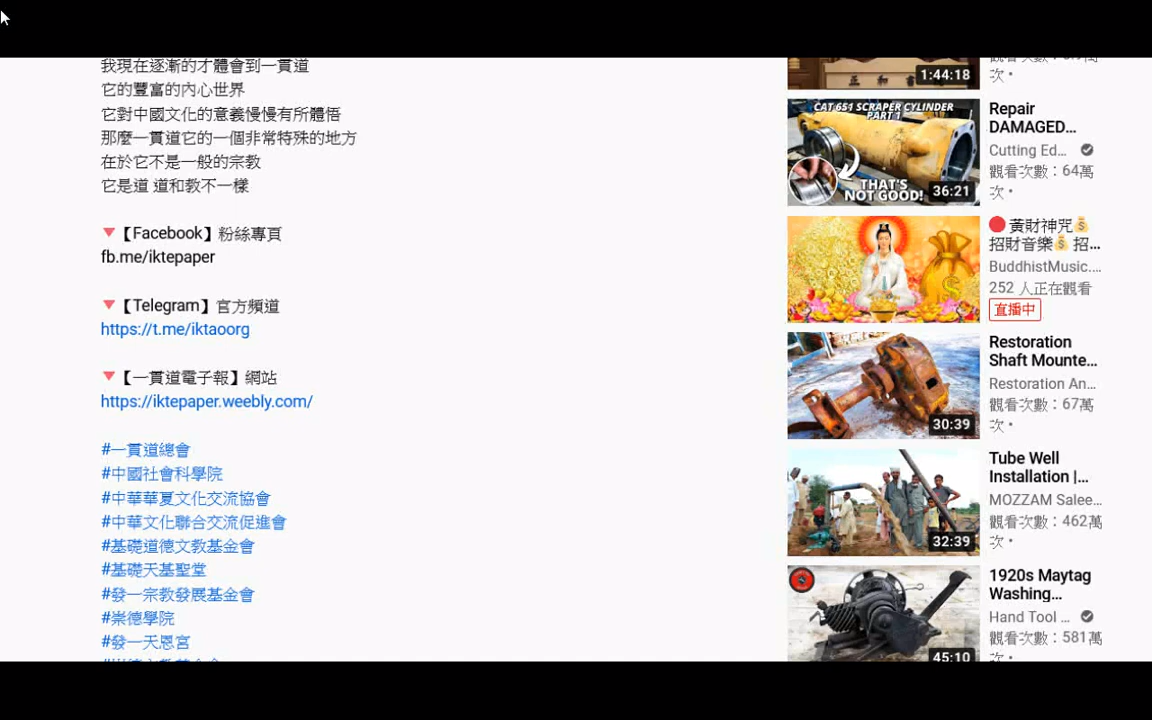 我現在逐漸的才體會到一貫道
它的豐富的內心世界
它對中國文化的意義慢慢有所體悟
那麼一貫道它的一個非常特殊的地方
在於它不是一般的宗教
它是道 道和教不一樣
🔻【Facebook】粉絲專頁
fb.me/iktepaper
🔻【Telegram】官方頻道
https://t.me/iktaoorg
🔻【一貫道電子報】網站
https://iktepaper.weebly.com/
#一貫道總會
#中國社會科學院
#中華華夏文化交流協會
#中華文化聯合交流促進會
#基礎道德文教基金會
#基礎天基聖堂
#發一宗教發展基金會
#崇德學院
#發一天恩宮
次・
1:44:18
CAT 651 SCRAPER CYLINDER
PART 1
THAT'S
NOT GOOD!
36:21
Repair
DAMAGED...
Cutting Ed...
觀看次數：64萬
次・
🔴 黃財神咒💰
招財音樂💰 招...
BuddhistMusic....
252 人正在觀看
直播中
30:39
Restoration
Shaft Mounte...
Restoration An...
觀看次數：67萬
次・
32:39
Tube Well
Installation |...
MOZZAM Salee...
觀看次數：462萬
次・
45:10
1920s Maytag
Washing...
Hand Tool ...
觀看次數：581萬
次・